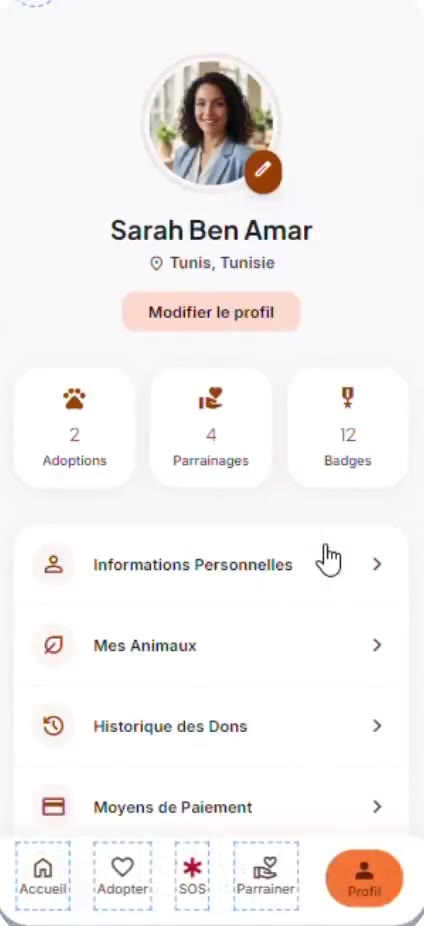 Sarah Ben Amar
Tunis, Tunisie
Modifier le profil
2
Adoptions
4
Parrainages
12
Badges
Informations Personnelles
Mes Animaux
Historique des Dons
Moyens de Paiement
Accueil
Adopter
SOS
Parrainer
Profil